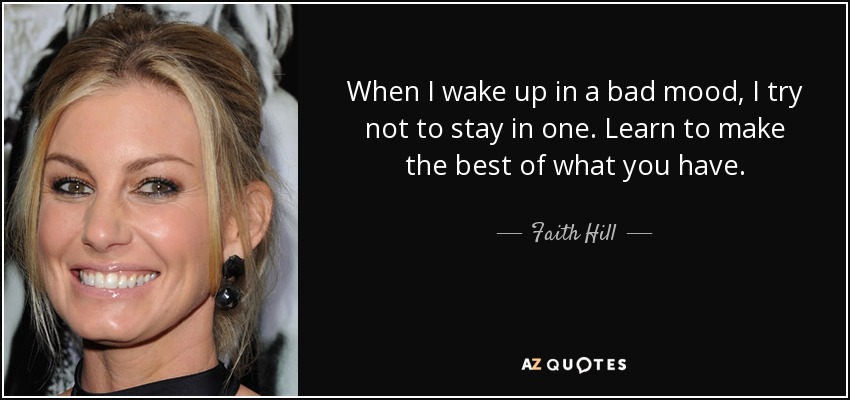 When I wake up in a bad mood, I try
not to stay in one. Learn to make
the best of what you have.
— Faith Hill —
AZ QUOTES